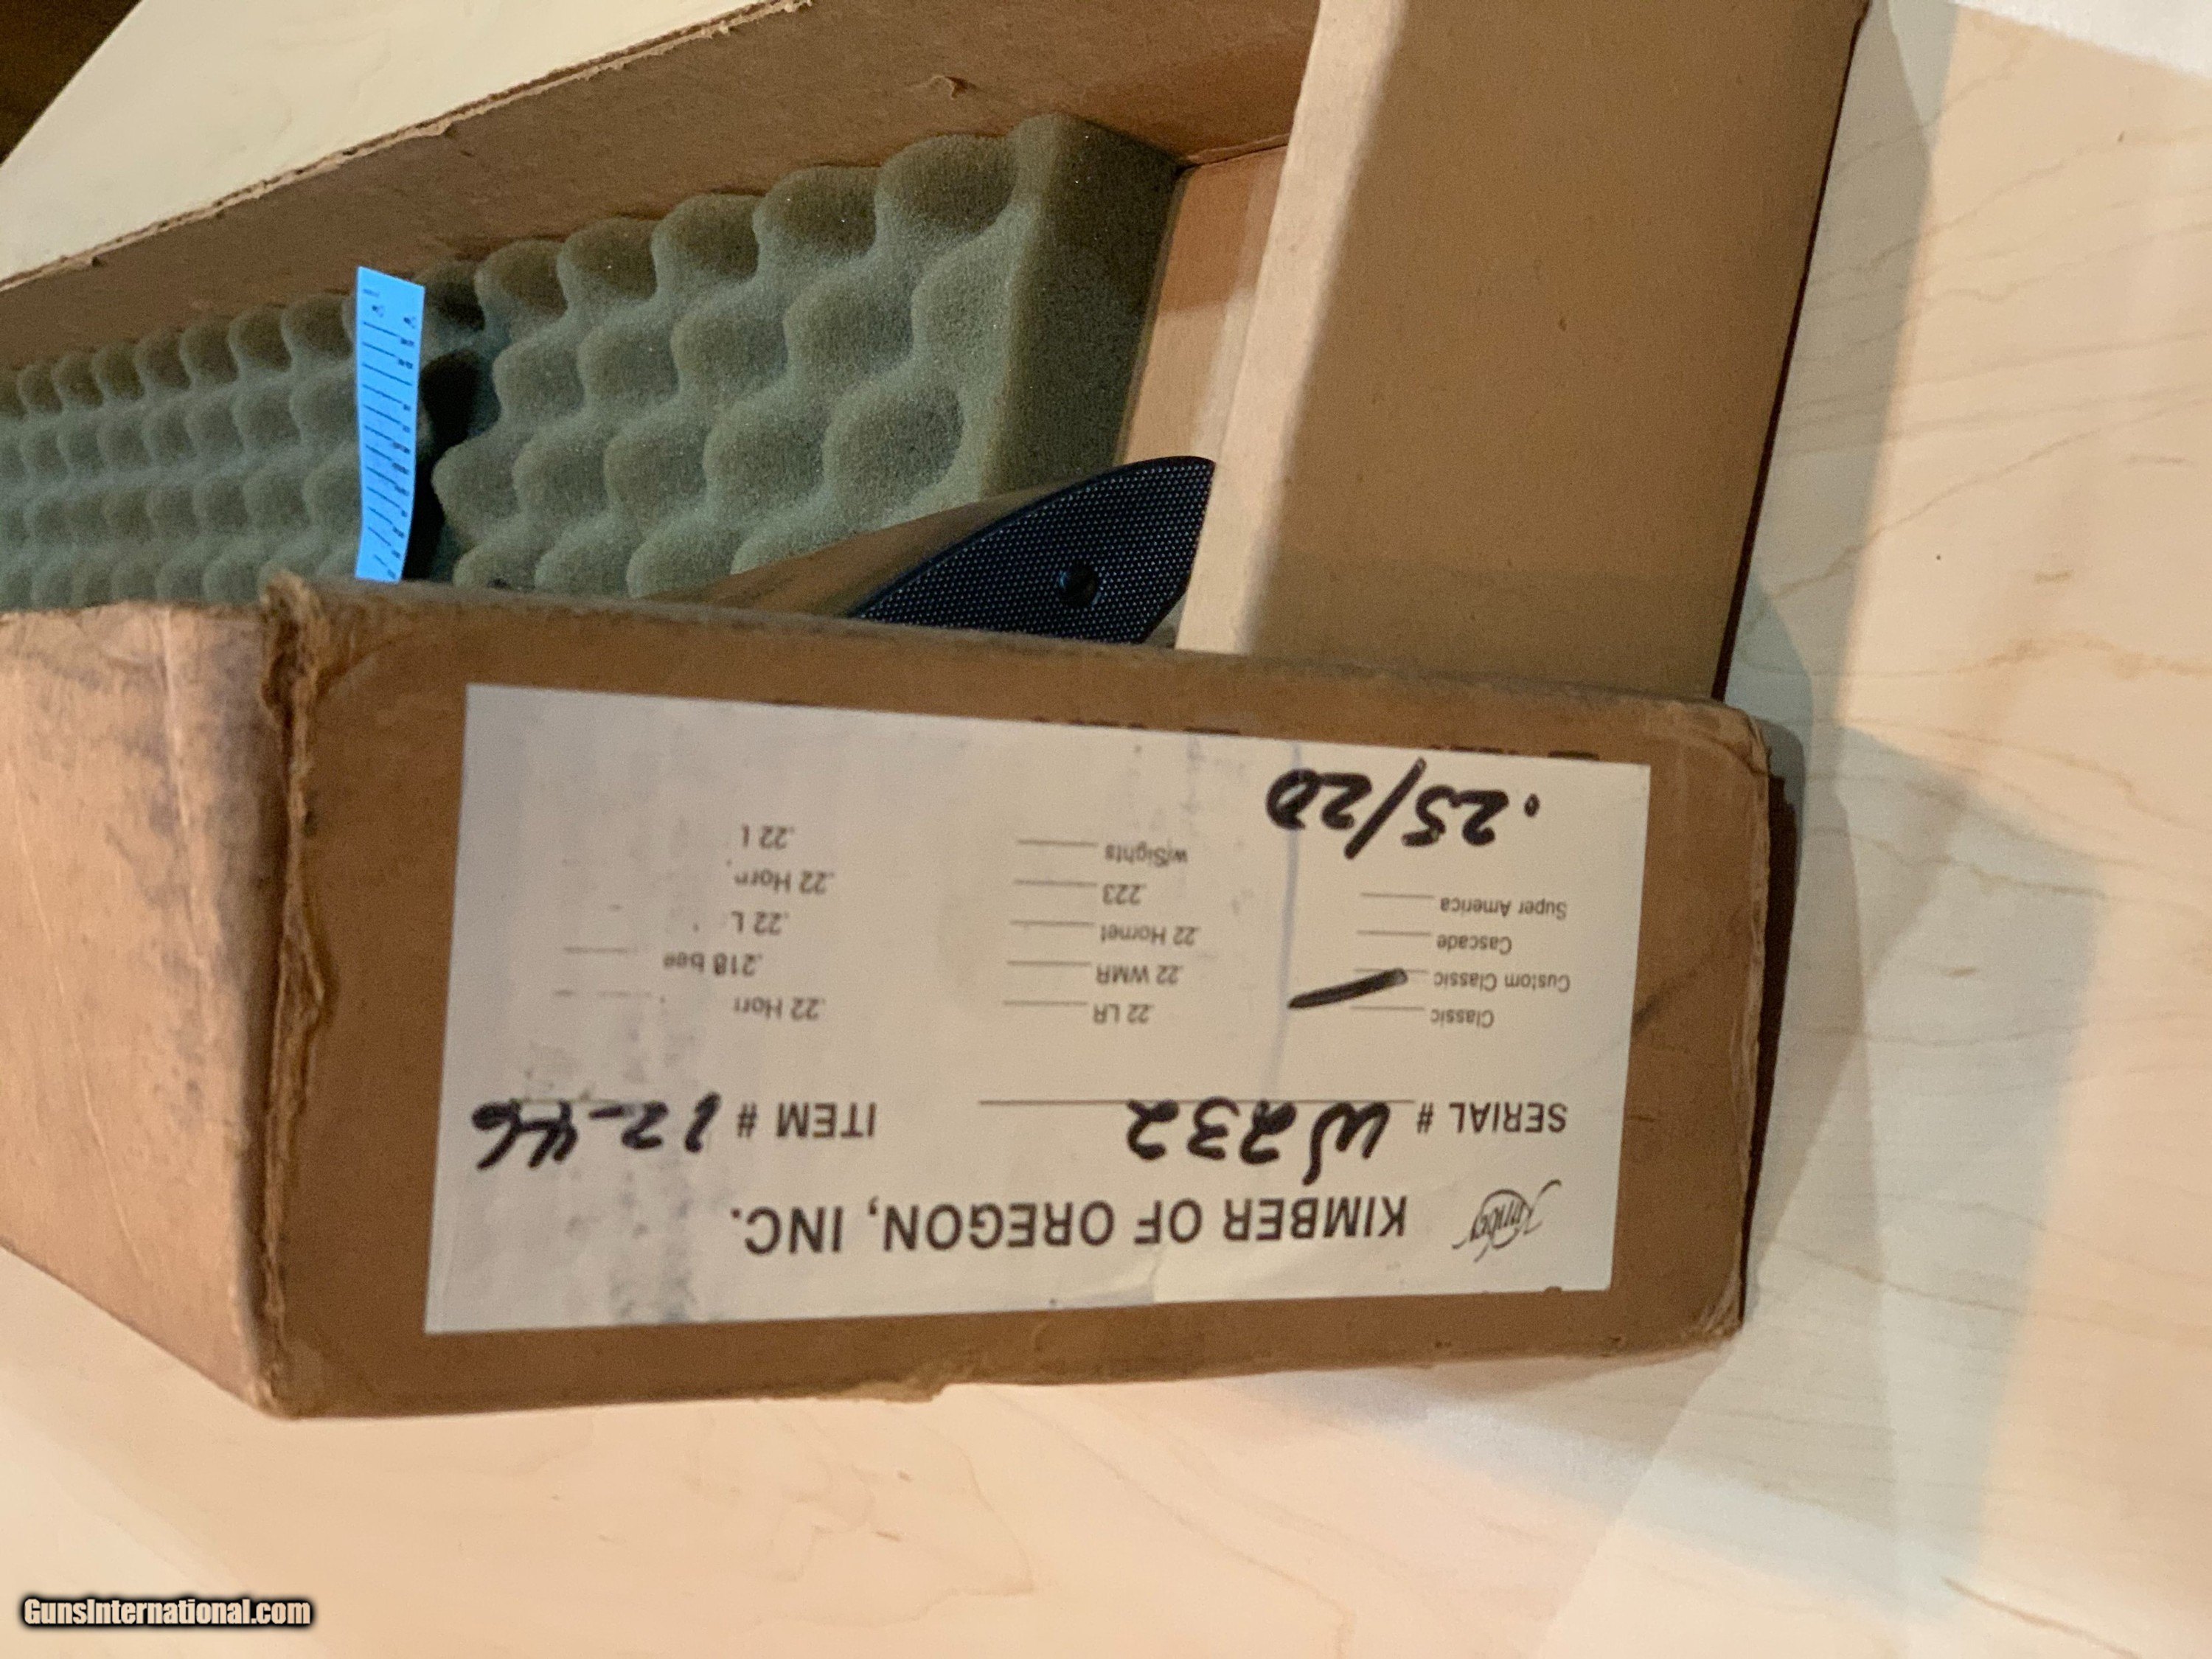 Kimber
KIMBER OF OREGON, INC.
SERIAL # W232 ITEM # 12-46
Classic .22 LR .22 Horn
Custom Classic .22 WMR .218 bee
Cascade .22 Hornet .22 L
Super America .223 .22 Horn
w/Sights .22 l
.25/20
GunsInternational.com